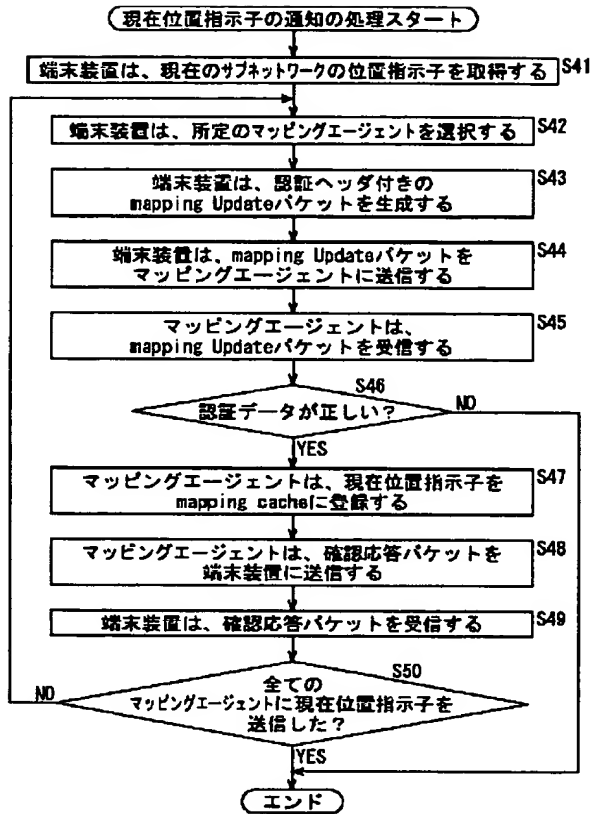 現在位置指示子の通知の処理スタート
端末装置は、現在のサブネットワークの位置指示子を取得する
S41
端末装置は、所定のマッピングエージェントを選択する
S42
端末装置は、認証ヘッダ付きの
mapping Updateパケットを生成する
S43
端末装置は、mapping Updateパケットを
マッピングエージェントに送信する
S44
マッピングエージェントは、
mapping Updateパケットを受信する
S45
S46
認証データが正しい?
NO
YES
マッピングエージェントは、現在位置指示子を
mapping cacheに登録する
S47
マッピングエージェントは、確認応答パケットを
端末装置に送信する
S48
端末装置は、確認応答パケットを受信する
S49
S50
全ての
マッピングエージェントに現在位置指示子を
送信した?
NO
YES
エンド